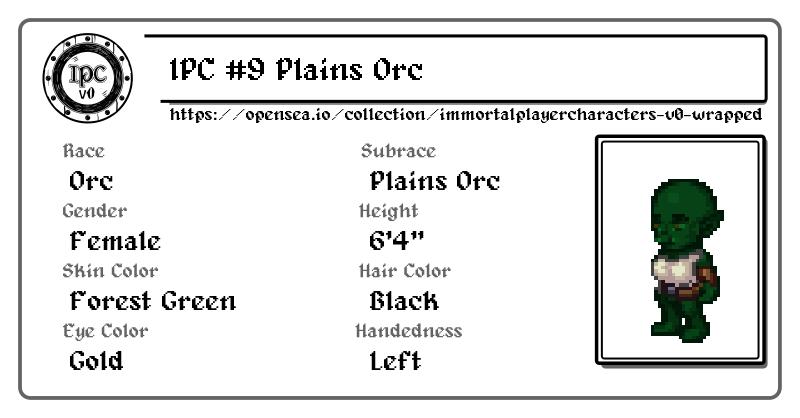 IPC v0
1PC #9 Plains Orc
https://opensea.io/collection/immortalplayercharacters-v0-wrapped
Race
Subrace
Orc
Plains Orc
Gender
Height
Female
6'4"
Skin Color
Hair Color
Forest Green
Black
Eye Color
Handedness
Gold
Left